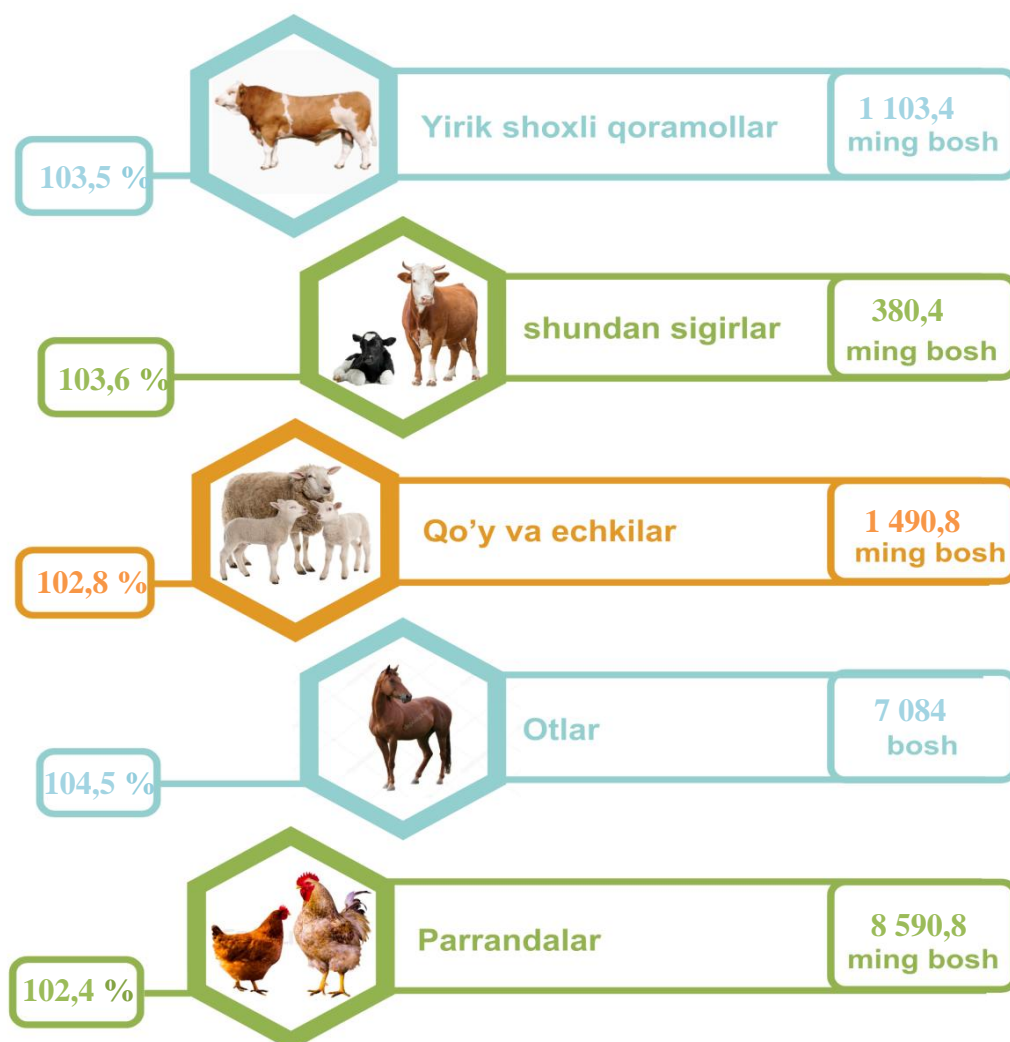 Yirik shoxli qoramollar
1 103,4
ming bosh
103,5 %
shundan sigirlar
380,4
ming bosh
103,6 %
Qo’y va echkilar
1 490,8
ming bosh
102,8 %
Otlar
7 084
bosh
104,5 %
Parrandalar
8 590,8
ming bosh
102,4 %